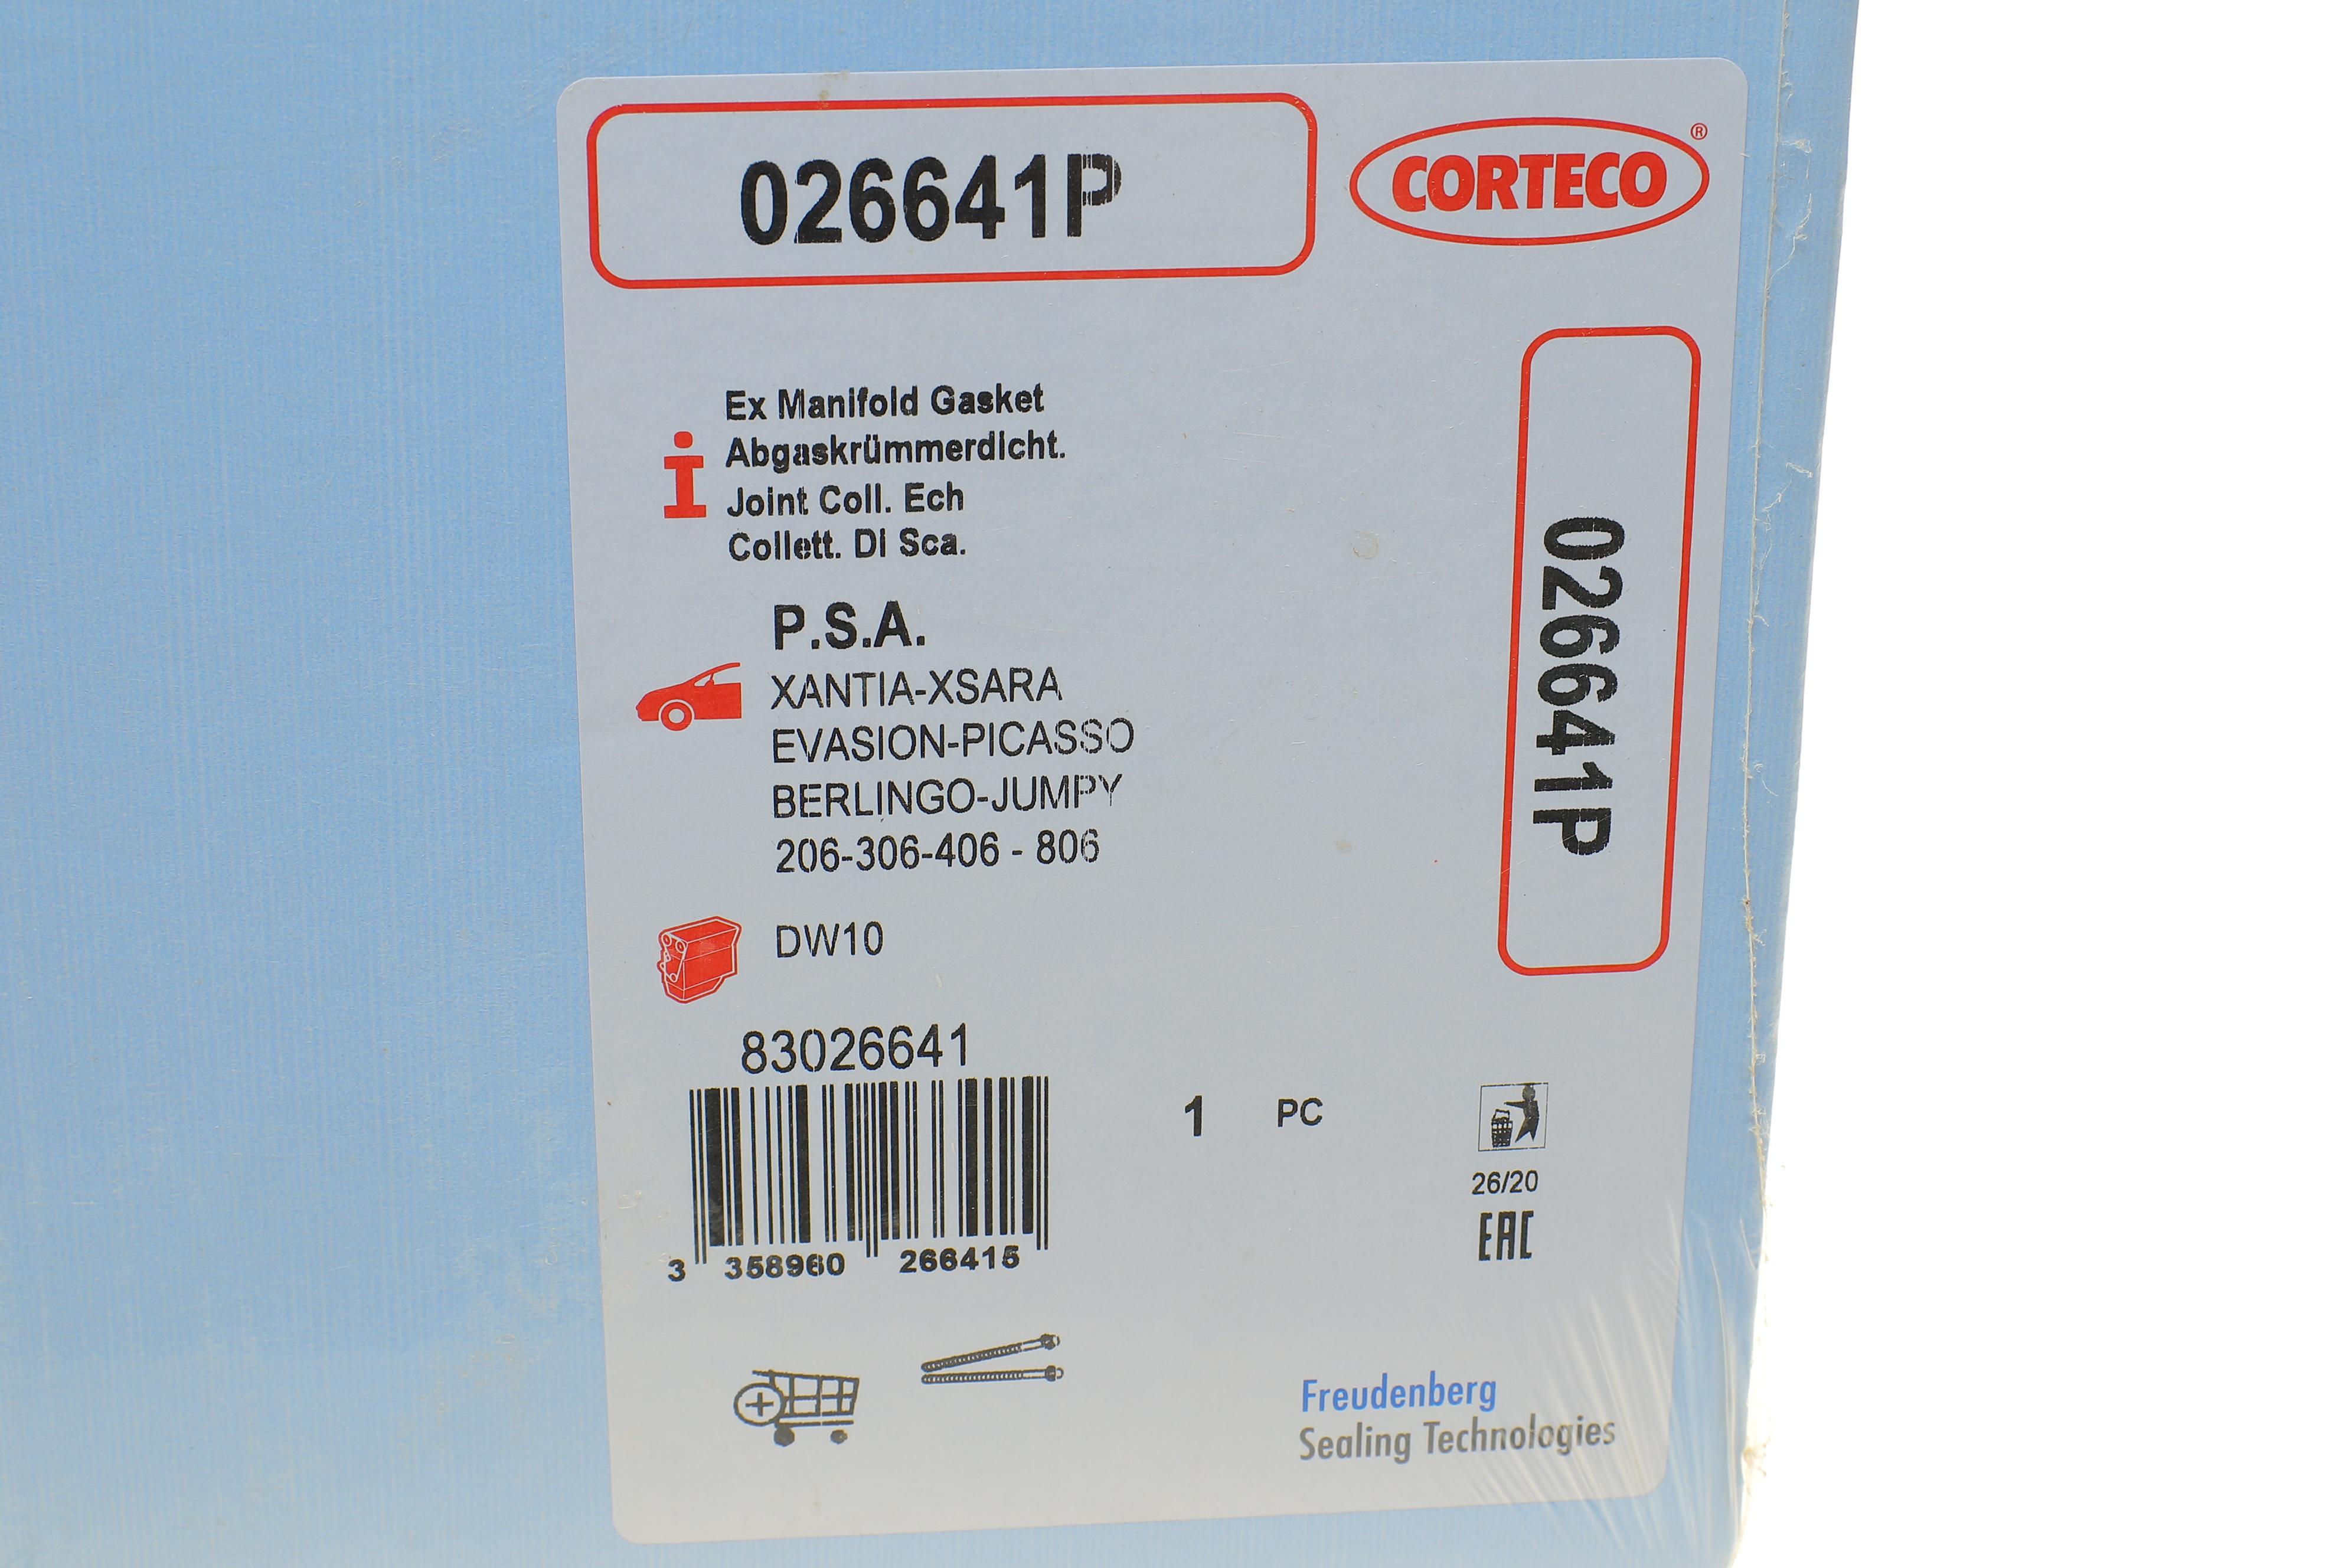 026641P
CORTECO®
Ex Manifold Gasket
Abgaskrümmerdicht.
Joint Coll. Ech
Collett. Di Sca.
P.S.A.
XANTIA-XSARA
EVASION-PICASSO
BERLINGO-JUMPY
206-306-406 - 806
026641P
DW10
83026641
3 358960 266415
1 PC
26/20
EAC
Freudenberg
Sealing Technologies